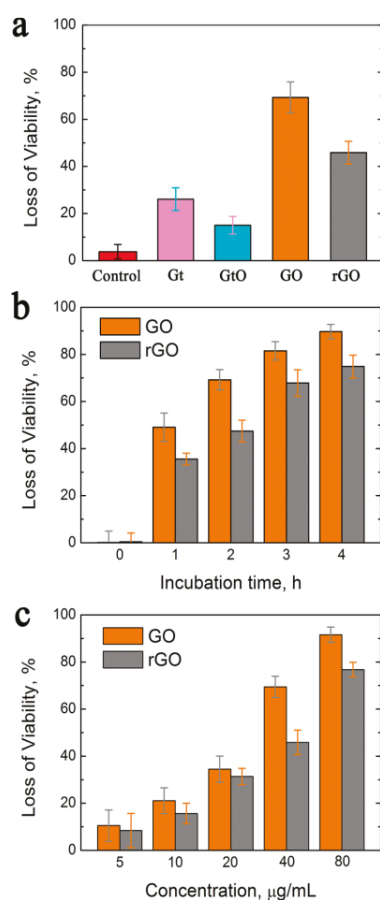 a
Loss of Viability, %
100
80
60
40
20
0
Control Gt GtO GO rGO
b
Loss of Viability, %
100
80
60
40
20
0
GO
rGO
0 1 2 3 4
Incubation time, h
c
Loss of Viability, %
100
80
60
40
20
0
GO
rGO
5 10 20 40 80
Concentration, μg/mL